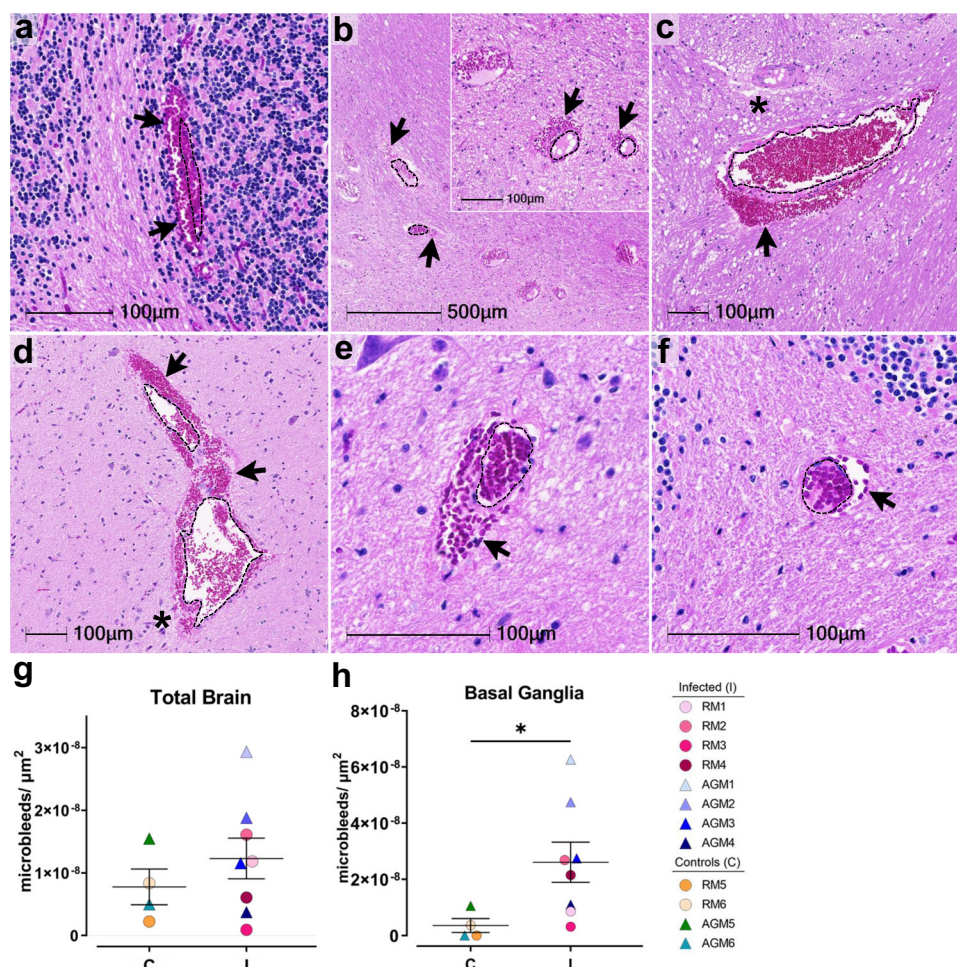 a
b
c
*
100µm
100µm
500µm
100µm
d
e
f
*
100µm
100µm
100µm
g
h
Total Brain
microbleeds/ µm²
3×10⁻⁸
2×10⁻⁸
1×10⁻⁸
0
C
I
Basal Ganglia
*
microbleeds/ µm²
8×10⁻⁸
6×10⁻⁸
4×10⁻⁸
2×10⁻⁸
0
C
I
Infected (I)
RM1
RM2
RM3
RM4
AGM1
AGM2
AGM3
AGM4
Controls (C)
RM5
RM6
AGM5
AGM6